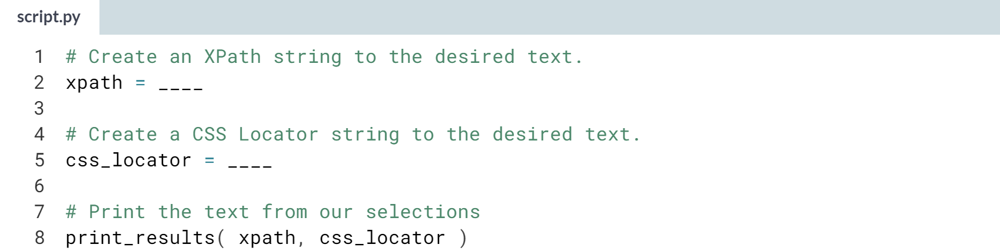 script.py
1 # Create an XPath string to the desired text.
2 xpath = ____
3
4 # Create a CSS Locator string to the desired text.
5 css_locator = ____
6
7 # Print the text from our selections
8 print_results( xpath, css_locator )